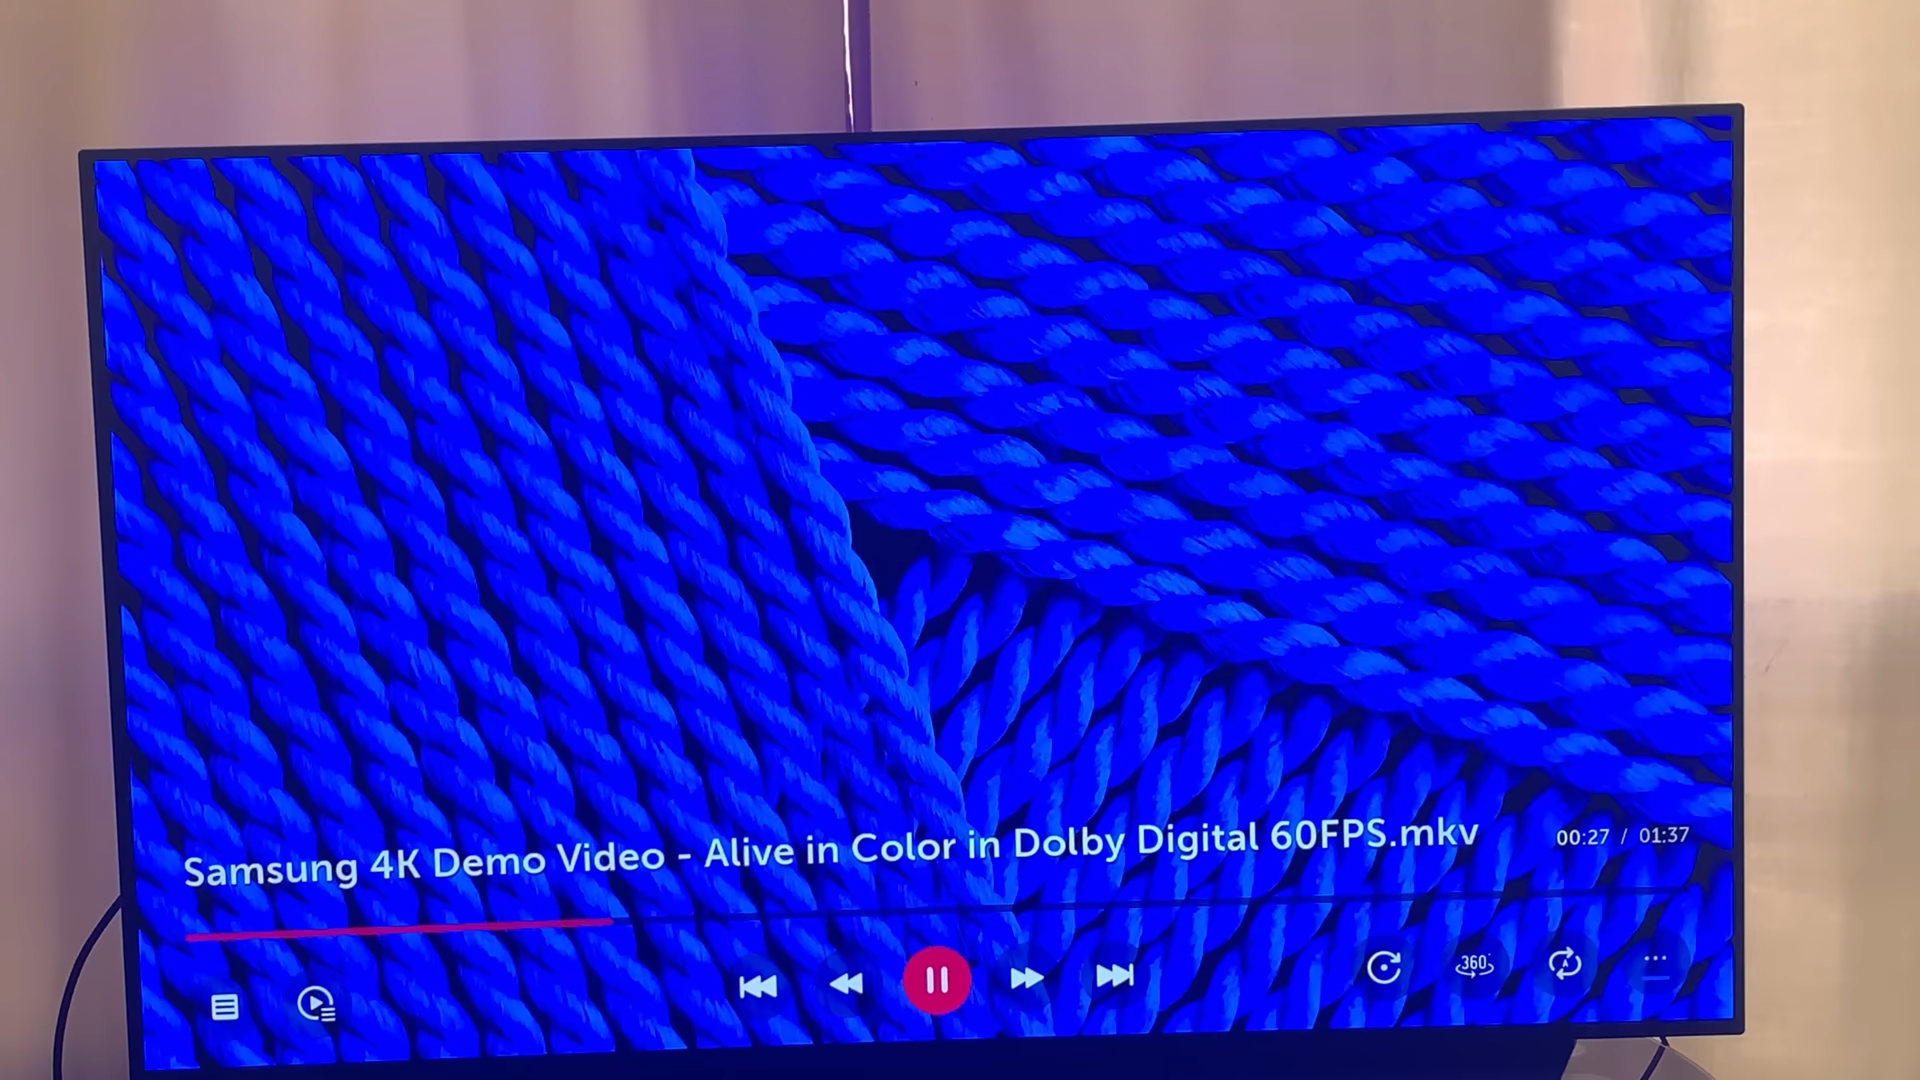 Samsung 4K Demo Video - Alive in Color in Dolby Digital 60FPS.mkv
00:27 / 01:37
360°
A